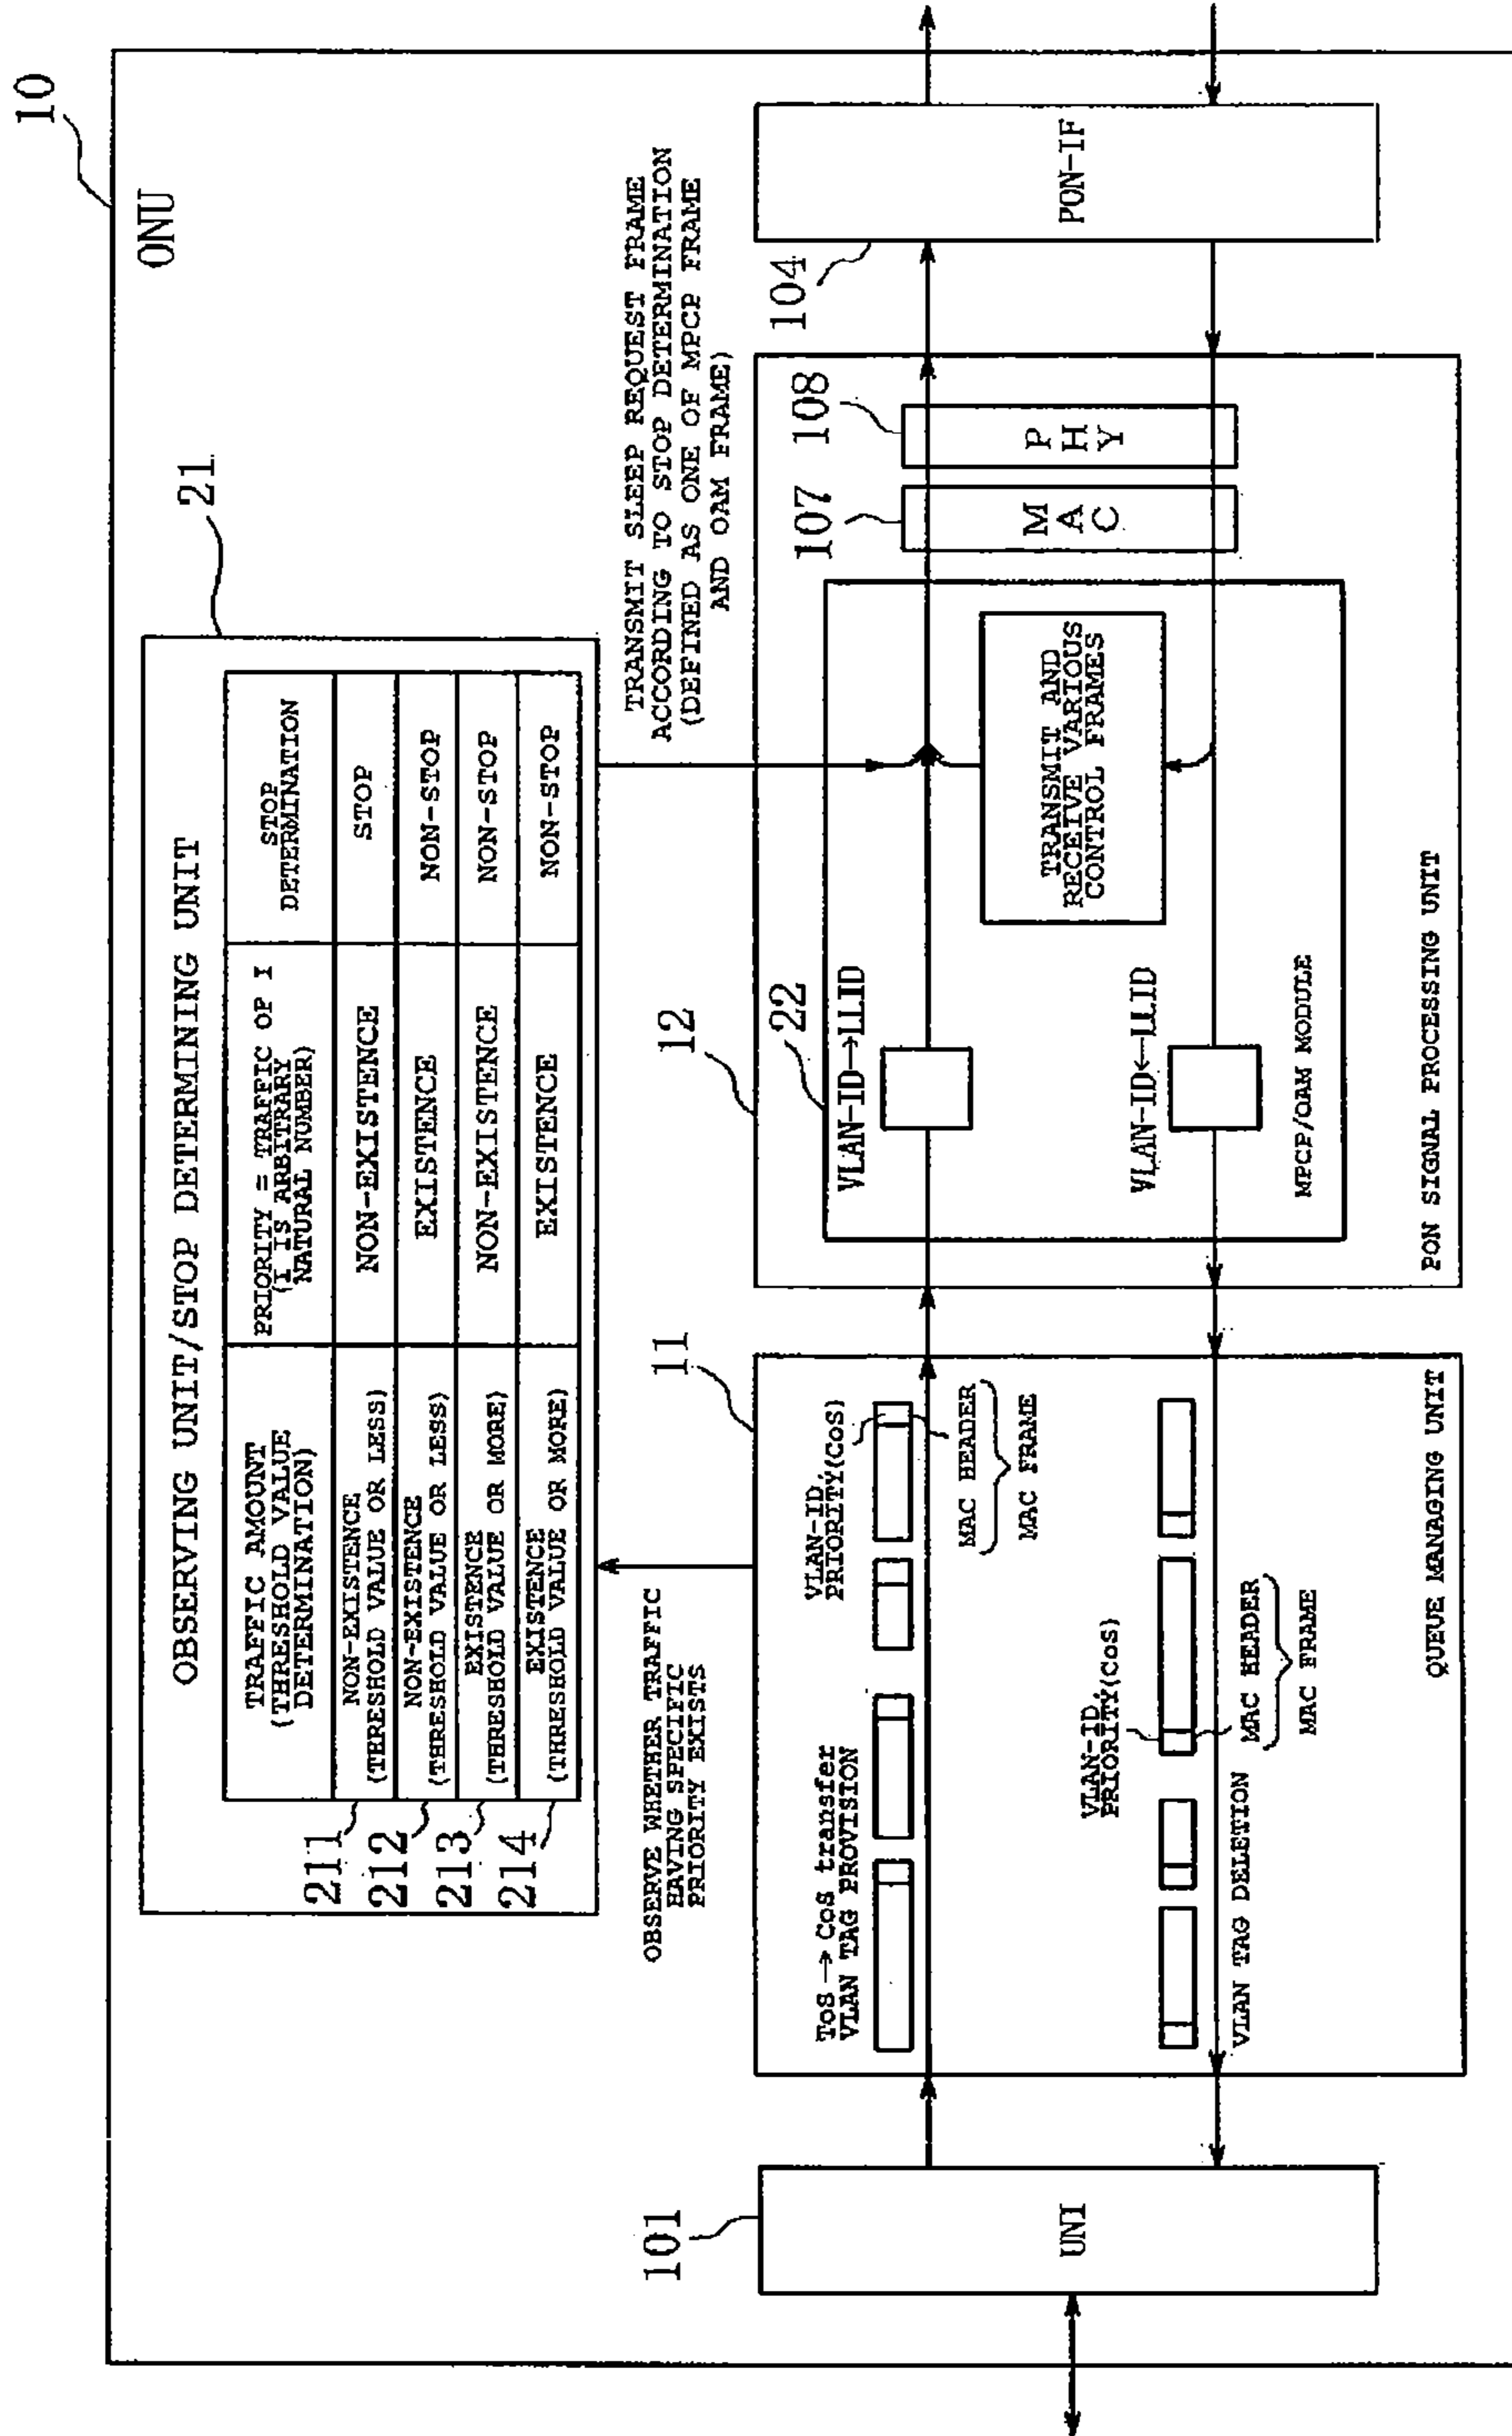 10
ONU
21
OBSERVING UNIT/STOP DETERMINING UNIT
TRAFFIC AMOUNT
(THRESHOLD VALUE
DETERMINATION)
PRIORITY = TRAFFIC OF I
(I IS ARBITRARY
NATURAL NUMBER)
STOP
DETERMINATION
211
NON-EXISTENCE
(THRESHOLD VALUE OR LESS)
NON-EXISTENCE
STOP
212
NON-EXISTENCE
(THRESHOLD VALUE OR LESS)
EXISTENCE
NON-STOP
213
EXISTENCE
(THRESHOLD VALUE OR MORE)
NON-EXISTENCE
NON-STOP
214
EXISTENCE
(THRESHOLD VALUE OR MORE)
EXISTENCE
NON-STOP
OBSERVE WHETHER TRAFFIC
HAVING SPECIFIC
PRIORITY EXISTS
TRANSMIT SLEEP REQUEST FRAME
ACCORDING TO STOP DETERMINATION
(DEFINED AS ONE OF MPCP FRAME
AND OAM FRAME)
101
UNI
11
ToS→CoS transfer
VLAN TAG PROVISION
VLAN-ID,
PRIORITY(CoS)
MAC HEADER
MAC FRAME
VLAN-ID,
PRIORITY(CoS)
MAC HEADER
MAC FRAME
VLAN TAG DELETION
QUEUE MANAGING UNIT
12
22
VLAN-ID→LLID
TRANSMIT AND
RECEIVE VARIOUS
CONTROL FRAMES
VLAN-ID←LLID
MPCP/OAM MODULE
107
MAC
108
PHY
PON SIGNAL PROCESSING UNIT
104
PON-IF